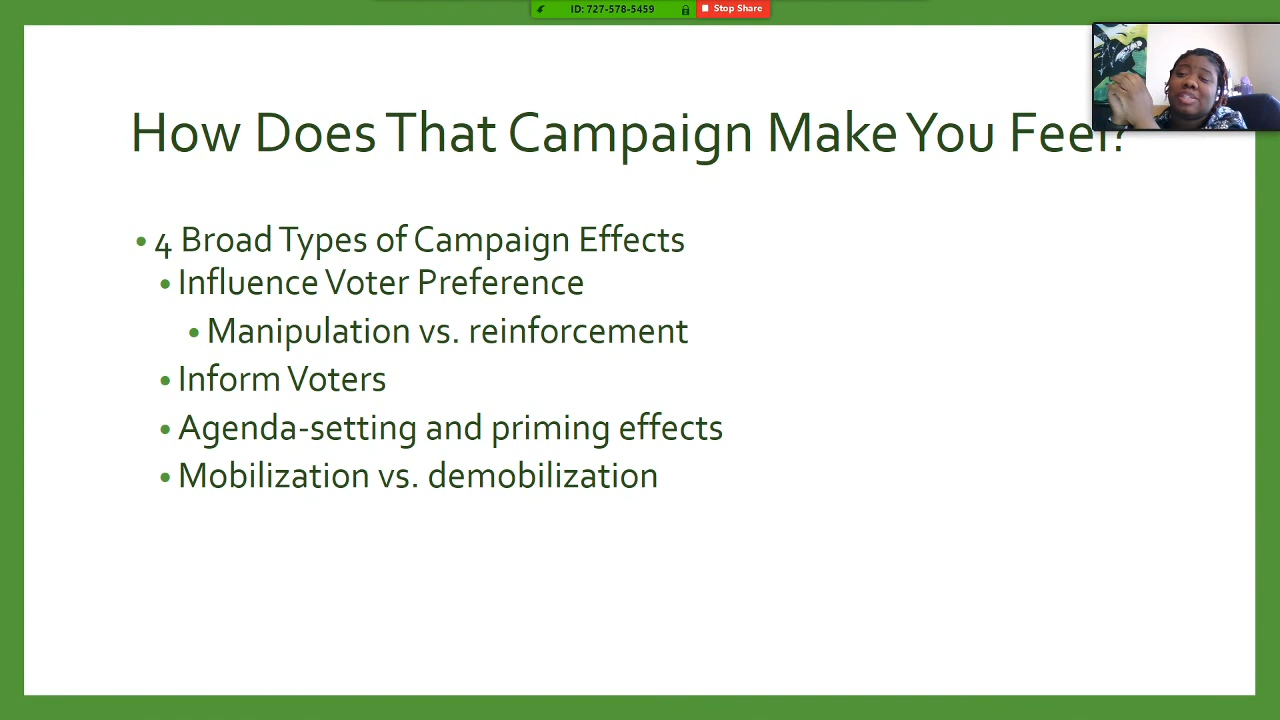 ID: 727-578-5459 Stop Share
How Does That Campaign Make You Feel?
• 4 Broad Types of Campaign Effects
• Influence Voter Preference
• Manipulation vs. reinforcement
• Inform Voters
• Agenda-setting and priming effects
• Mobilization vs. demobilization